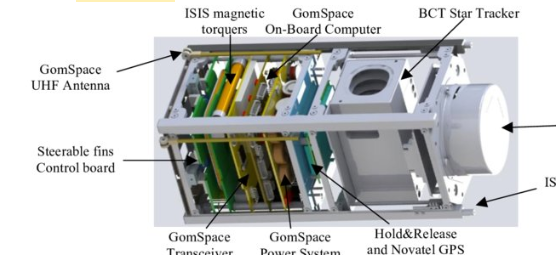 ISIS magnetic
torquers
GomSpace
On-Board Computer
BCT Star Tracker
GomSpace
UHF Antenna
Steerable fins
Control board
IS
GomSpace
Transceiver
GomSpace
Power System
Hold&Release
and Novatel GPS